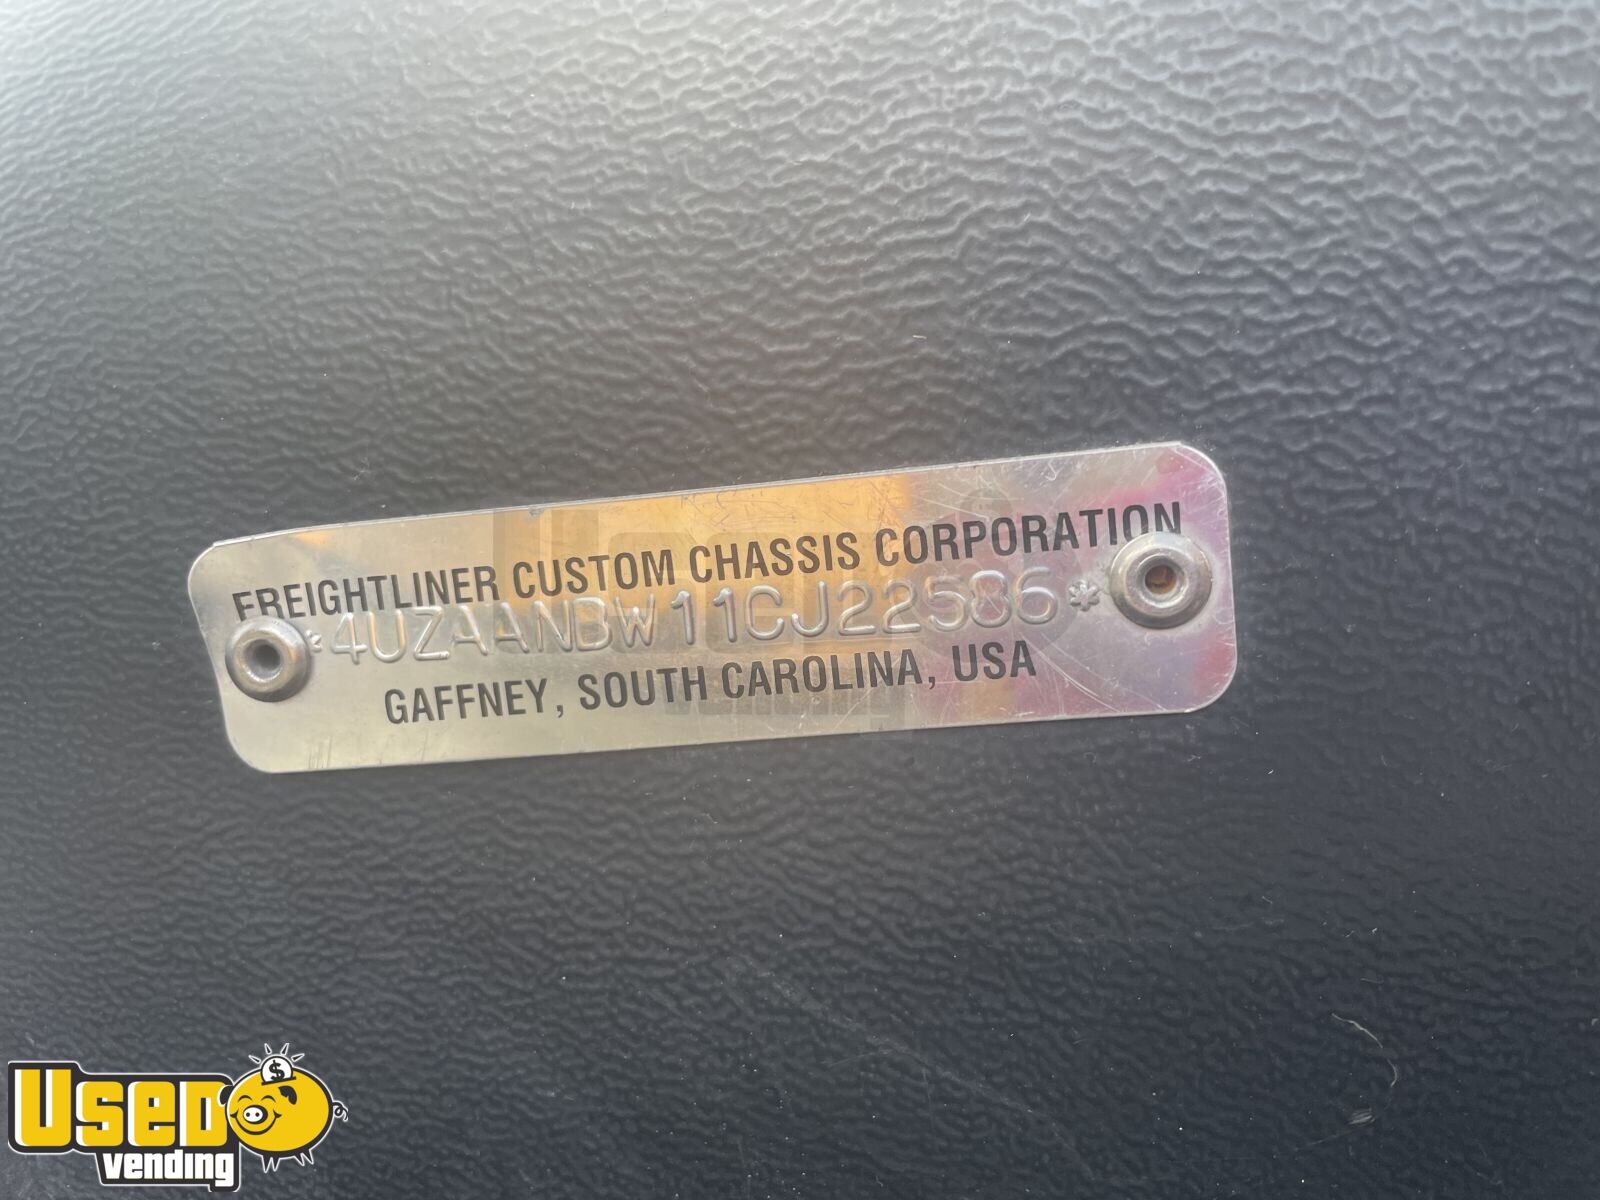 FREIGHTLINER CUSTOM CHASSIS CORPORATION
*4UZAANBW11CJ22586*
GAFFNEY, SOUTH CAROLINA, USA
$
USED
vending